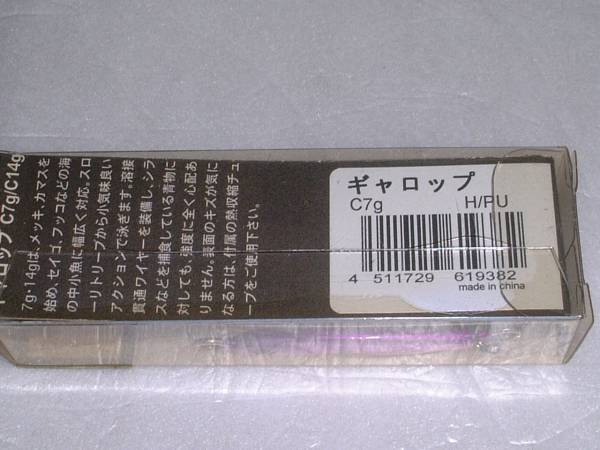 ギャロップ C7g/C14g
7g・14gは、メッキ、カマスを
始め、セイゴ、フッコなどの海
の中小魚に幅広く対応。スロ
ーリトリーブから小気味良い
アクションで泳ぎます。溶接
貫通ワイヤーを装備し、シラ
スなどを捕食している青物に
対しても、強度に全く心配あ
りません。裏面のキズが気に
なる方は、付属の熱収縮チュ
ーブをご使用下さい。
ギャロップ
C7g H/PU
4 511729 619382
made in china